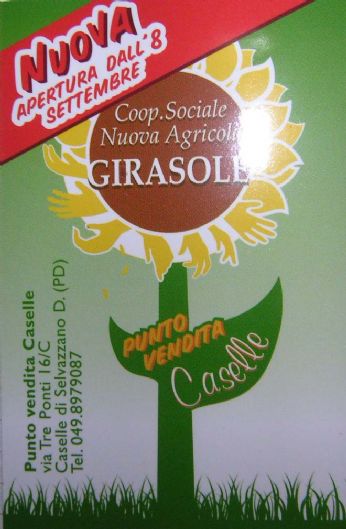 NUOVA
APERTURA DALL'8
SETTEMBRE
Coop.Sociale
Nuova Agricola
GIRASOLE
PUNTO
VENDITA
Caselle
Punto vendita Caselle
via Tre Ponti 16/C
Caselle di Selvazzano D. (PD)
Tel. 049.8979087